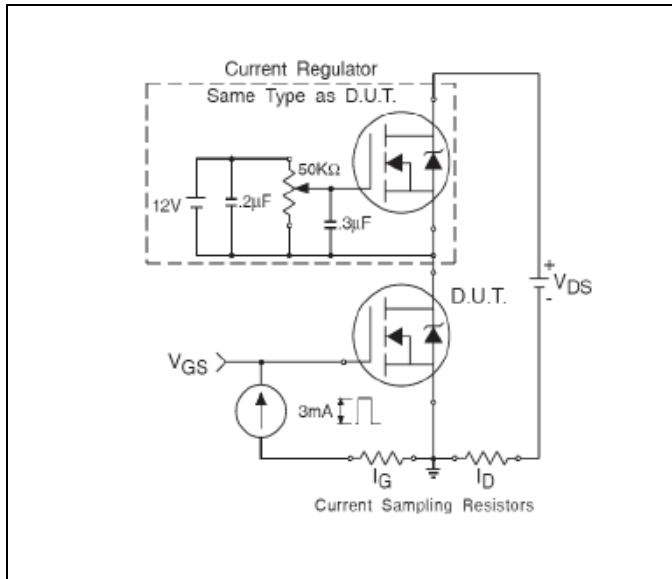 Current Regulator
Same Type as D.U.T.
50KΩ
12V
.2μF
.3μF
D.U.T.
+
VDS
-
VGS
3mA
IG
ID
Current Sampling Resistors